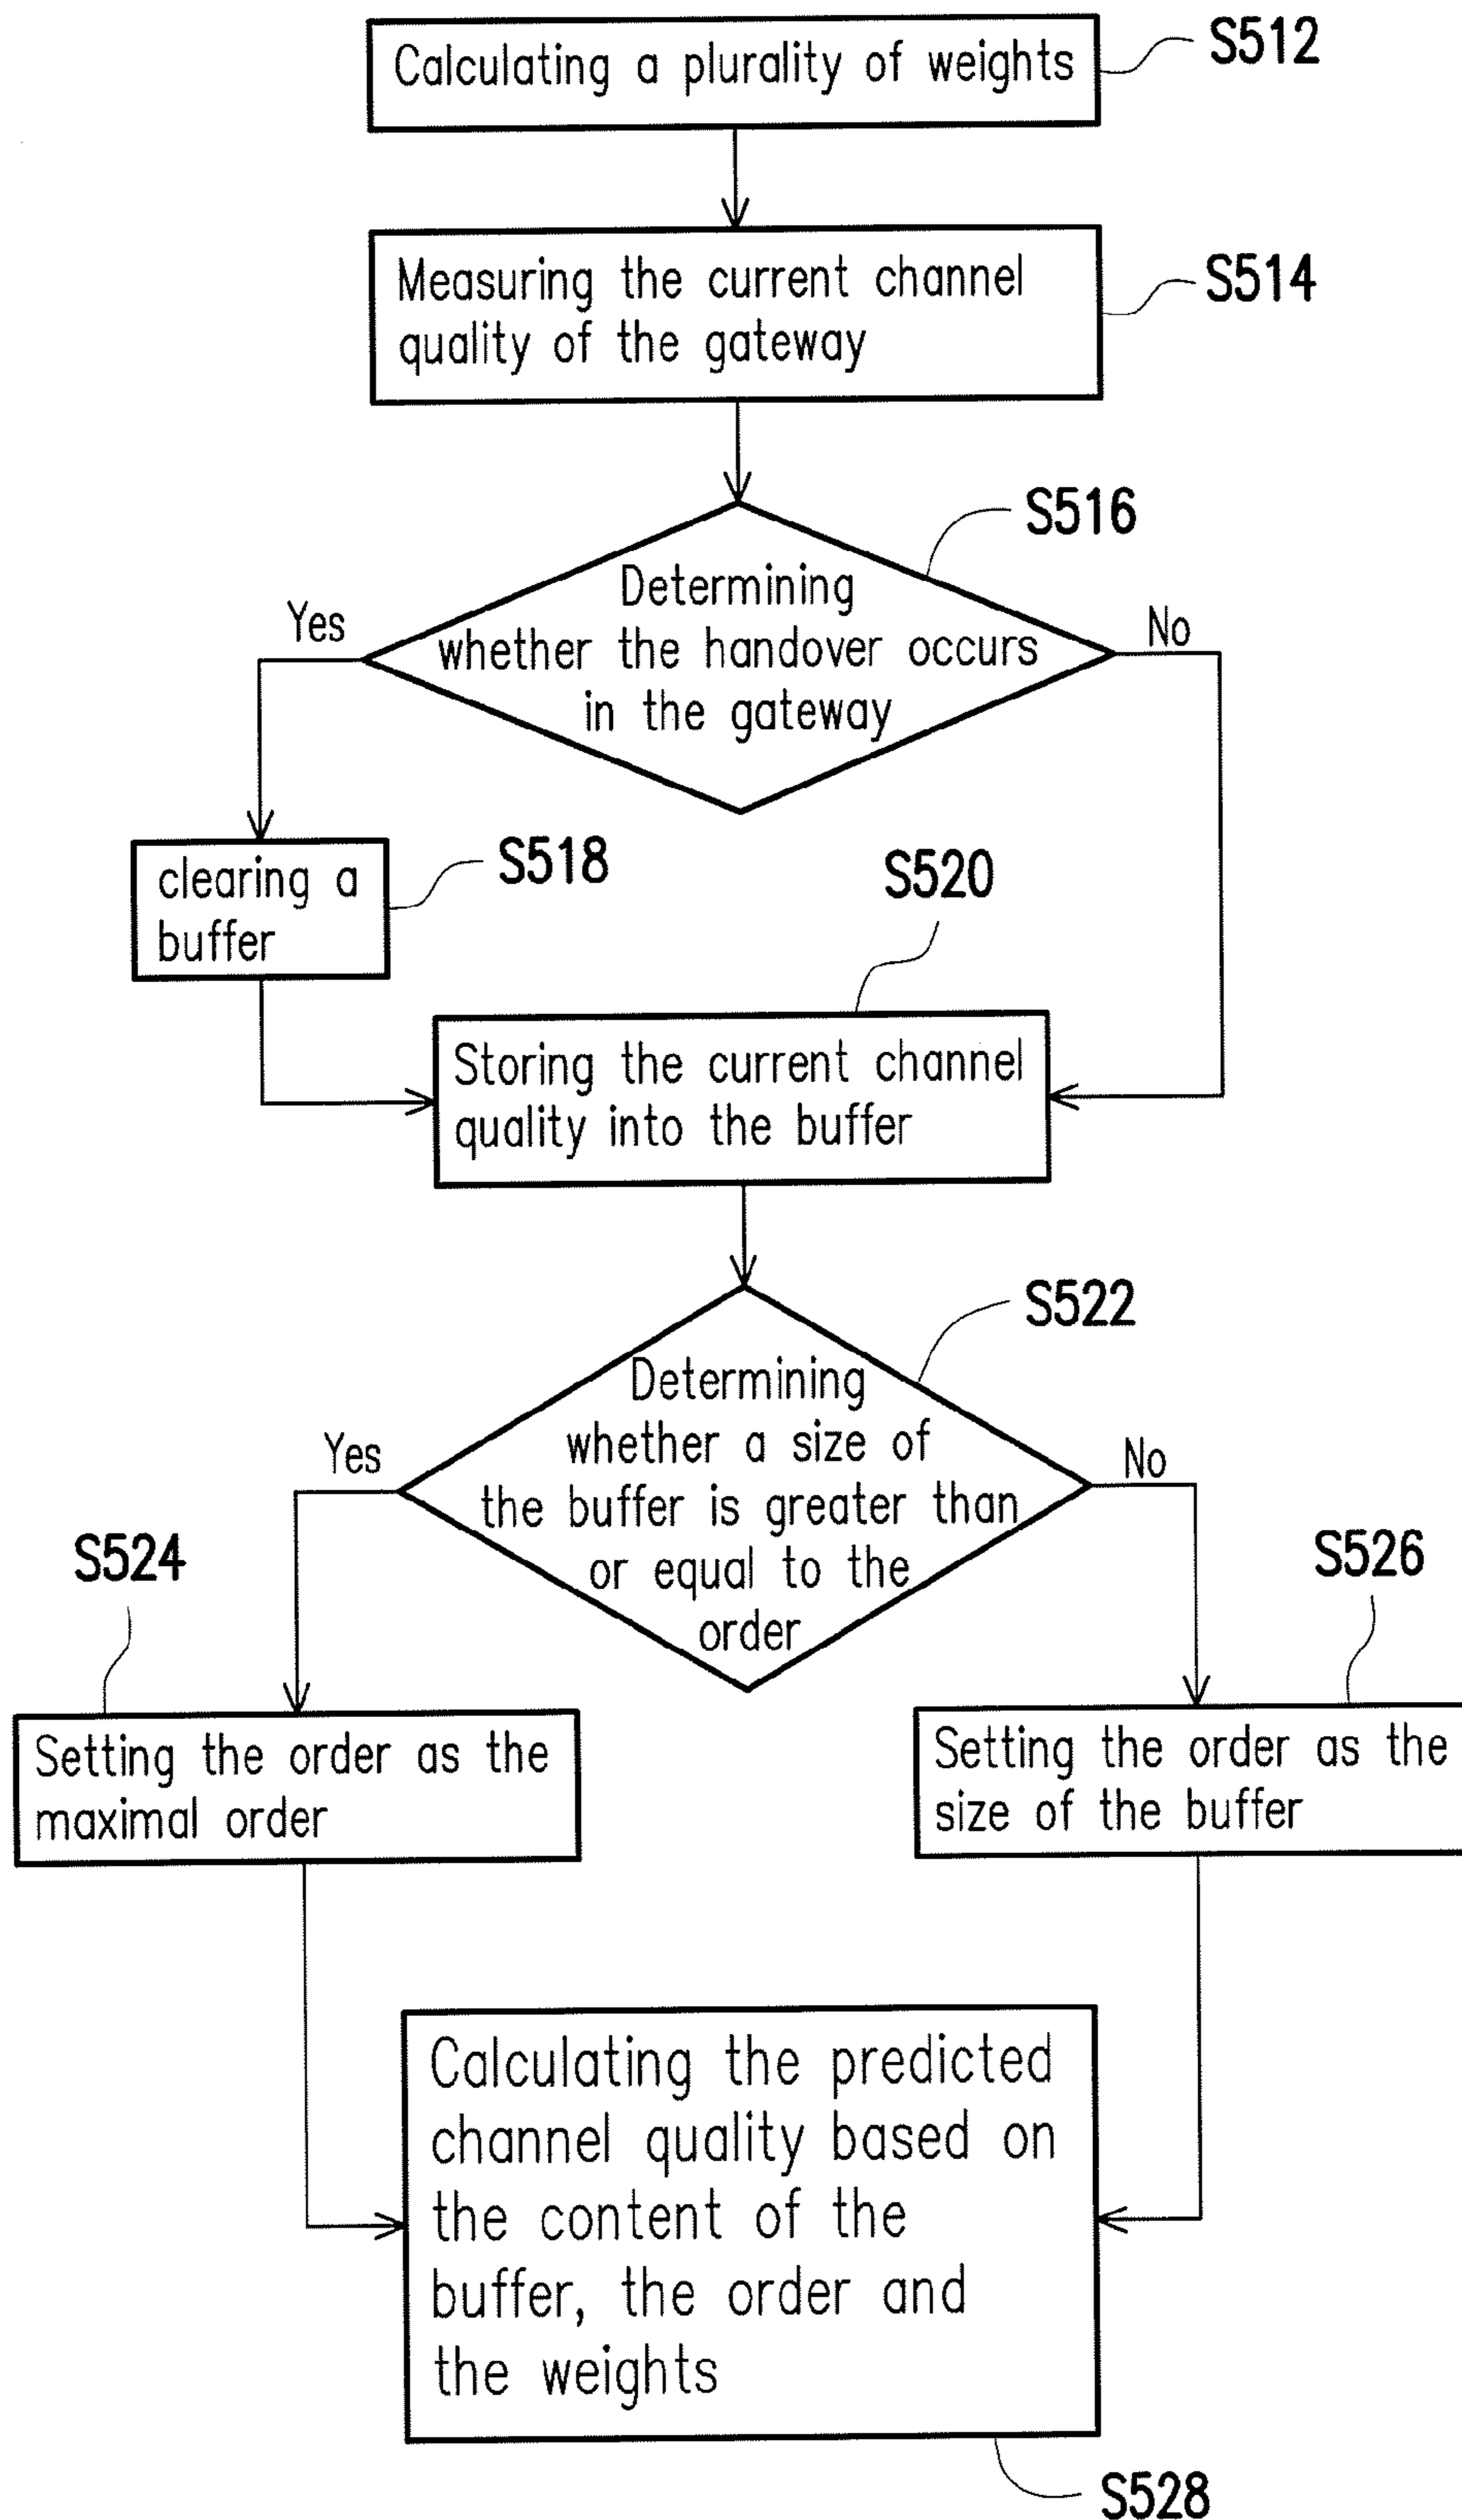 Calculating a plurality of weights
S512
Measuring the current channel
quality of the gateway
S514
S516
Determining
whether the handover occurs
in the gateway
Yes
No
clearing a
buffer
S518
S520
Storing the current channel
quality into the buffer
S522
Determining
whether a size of
the buffer is greater than
or equal to the
order
Yes
No
S524
S526
Setting the order as the
maximal order
Setting the order as the
size of the buffer
Calculating the predicted
channel quality based on
the content of the
buffer, the order and
the weights
S528